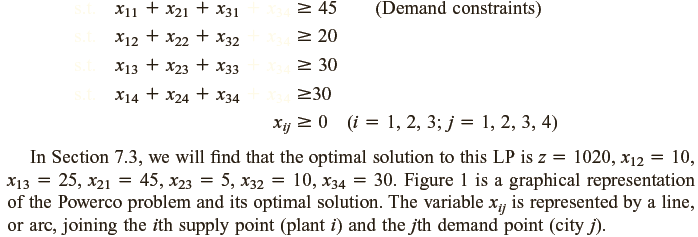 x11 + x21 + x31 ≥ 45 (Demand constraints)
x12 + x22 + x32 ≥ 20
x13 + x23 + x33 ≥ 30
x14 + x24 + x34 ≥30
xij ≥ 0 (i = 1, 2, 3; j = 1, 2, 3, 4)
In Section 7.3, we will find that the optimal solution to this LP is z = 1020, x12 = 10,
x13 = 25, x21 = 45, x23 = 5, x32 = 10, x34 = 30. Figure 1 is a graphical representation
of the Powerco problem and its optimal solution. The variable xij is represented by a line,
or arc, joining the ith supply point (plant i) and the jth demand point (city j).